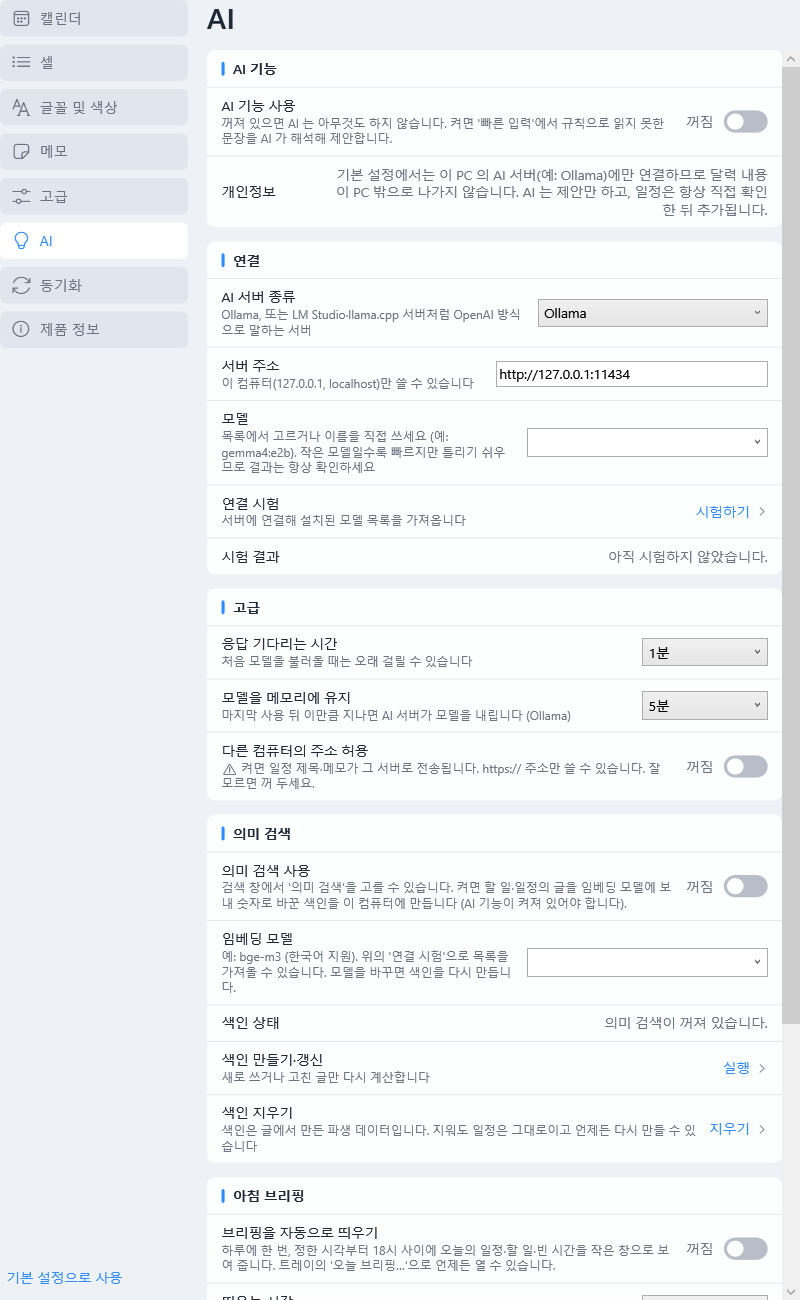 캘린더
셀
글꼴 및 색상
메모
고급
AI
동기화
제품 정보
기본 설정으로 사용
AI
AI 기능
AI 기능 사용
꺼져 있으면 AI 는 아무것도 하지 않습니다. 켜면 '빠른 입력'에서 규칙으로 읽지 못한
문장을 AI 가 해석해 제안합니다.
꺼짐
개인정보
기본 설정에서는 이 PC 의 AI 서버(예: Ollama)에만 연결하므로 달력 내용
이 PC 밖으로 나가지 않습니다. AI 는 제안만 하고, 일정은 항상 직접 확인
한 뒤 추가됩니다.
연결
AI 서버 종류
Ollama, 또는 LM Studio·llama.cpp 서버처럼 OpenAI 방식
으로 말하는 서버
Ollama
서버 주소
이 컴퓨터(127.0.0.1, localhost)만 쓸 수 있습니다
http://127.0.0.1:11434
모델
목록에서 고르거나 이름을 직접 쓰세요 (예:
gemma4:e2b). 작은 모델일수록 빠르지만 틀리기 쉬우
므로 결과는 항상 확인하세요
연결 시험
서버에 연결해 설치된 모델 목록을 가져옵니다
시험하기
시험 결과
아직 시험하지 않았습니다.
고급
응답 기다리는 시간
처음 모델을 불러올 때는 오래 걸릴 수 있습니다
1분
모델을 메모리에 유지
마지막 사용 뒤 이만큼 지나면 AI 서버가 모델을 내립니다 (Ollama)
5분
다른 컴퓨터의 주소 허용
⚠ 켜면 일정 제목·메모가 그 서버로 전송됩니다. https:// 주소만 쓸 수 있습니다. 잘
모르면 꺼 두세요.
꺼짐
의미 검색
의미 검색 사용
검색 창에서 '의미 검색'을 고를 수 있습니다. 켜면 할 일·일정의 글을 임베딩 모델에 보
내 숫자로 바꾼 색인을 이 컴퓨터에 만듭니다 (AI 기능이 켜져 있어야 합니다).
꺼짐
임베딩 모델
예: bge-m3 (한국어 지원). 위의 '연결 시험'으로 목록을
가져올 수 있습니다. 모델을 바꾸면 색인을 다시 만듭니
다.
색인 상태
의미 검색이 꺼져 있습니다.
색인 만들기·갱신
새로 쓰거나 고친 글만 다시 계산합니다
실행
색인 지우기
색인은 글에서 만든 파생 데이터입니다. 지워도 일정은 그대로이고 언제든 다시 만들 수 있
습니다
지우기
아침 브리핑
브리핑을 자동으로 띄우기
하루에 한 번, 정한 시각부터 18시 사이에 오늘의 일정·할 일·빈 시간을 작은 창으로 보
여 줍니다. 트레이의 '오늘 브리핑...'으로 언제든 열 수 있습니다.
꺼짐